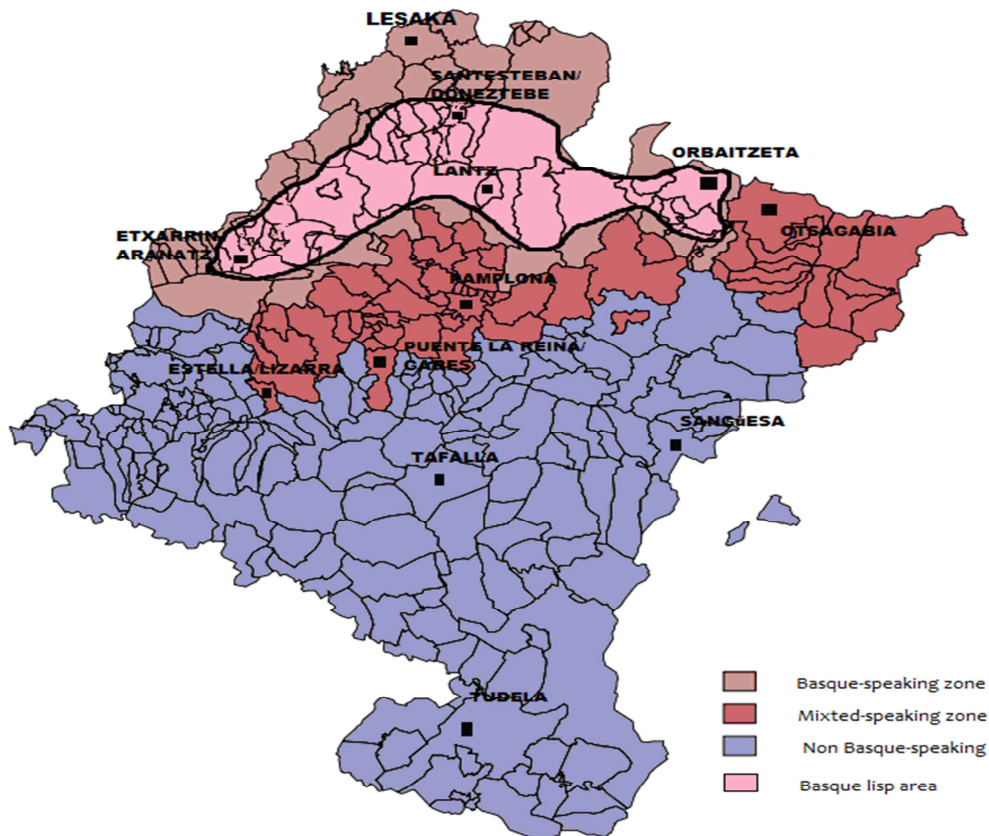 LESAKA
SANTESTEBAN/
DONEZTEBE
ORBAITZETA
LANTZ
ETXARRIN
ARANATZ
OTSAGABIA
PAMPLONA
PUENTE LA REINA/
GARES
ESTELLA/LIZARRA
SANGüESA
TAFALLA
TUDELA
Basque-speaking zone
Mixted-speaking zone
Non Basque-speaking
Basque lisp area